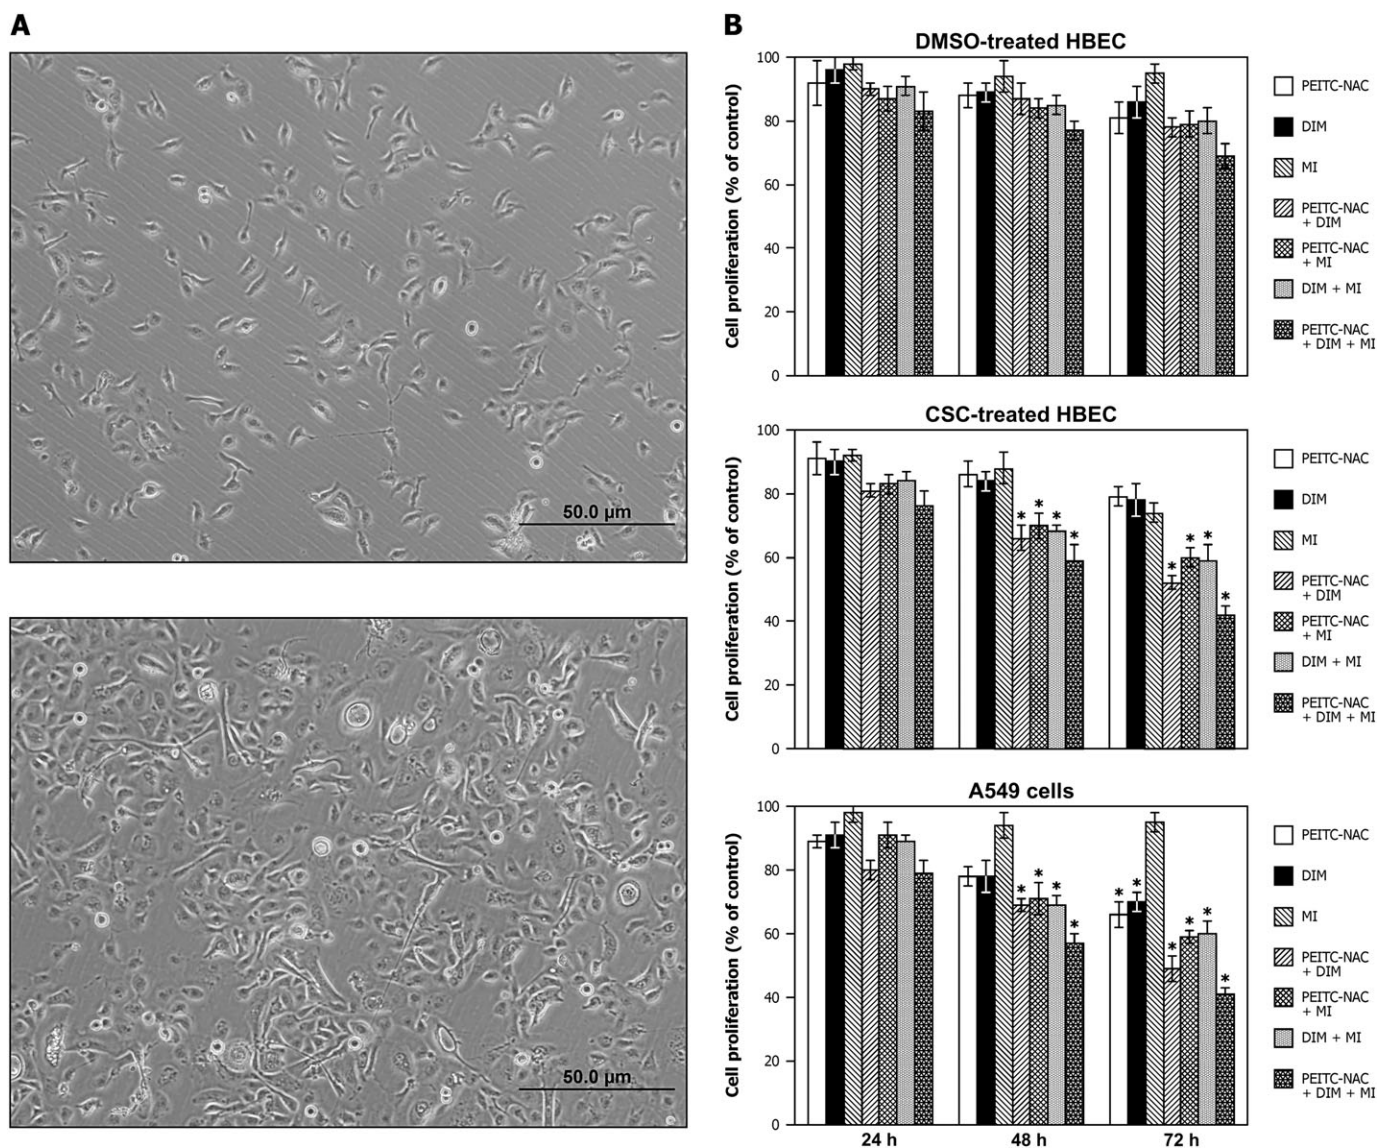 A
50.0 µm
50.0 µm
B
DMSO-treated HBEC
Cell proliferation (% of control)
100
80
60
40
20
0
PEITC-NAC
DIM
MI
PEITC-NAC
+ DIM
PEITC-NAC
+ MI
DIM + MI
PEITC-NAC
+ DIM + MI
CSC-treated HBEC
Cell proliferation (% of control)
100
80
60
40
20
0
* * * *
* * * *
PEITC-NAC
DIM
MI
PEITC-NAC
+ DIM
PEITC-NAC
+ MI
DIM + MI
PEITC-NAC
+ DIM + MI
A549 cells
Cell proliferation (% of control)
100
80
60
40
20
0
* * * *
* * * * * *
24 h
48 h
72 h
PEITC-NAC
DIM
MI
PEITC-NAC
+ DIM
PEITC-NAC
+ MI
DIM + MI
PEITC-NAC
+ DIM + MI